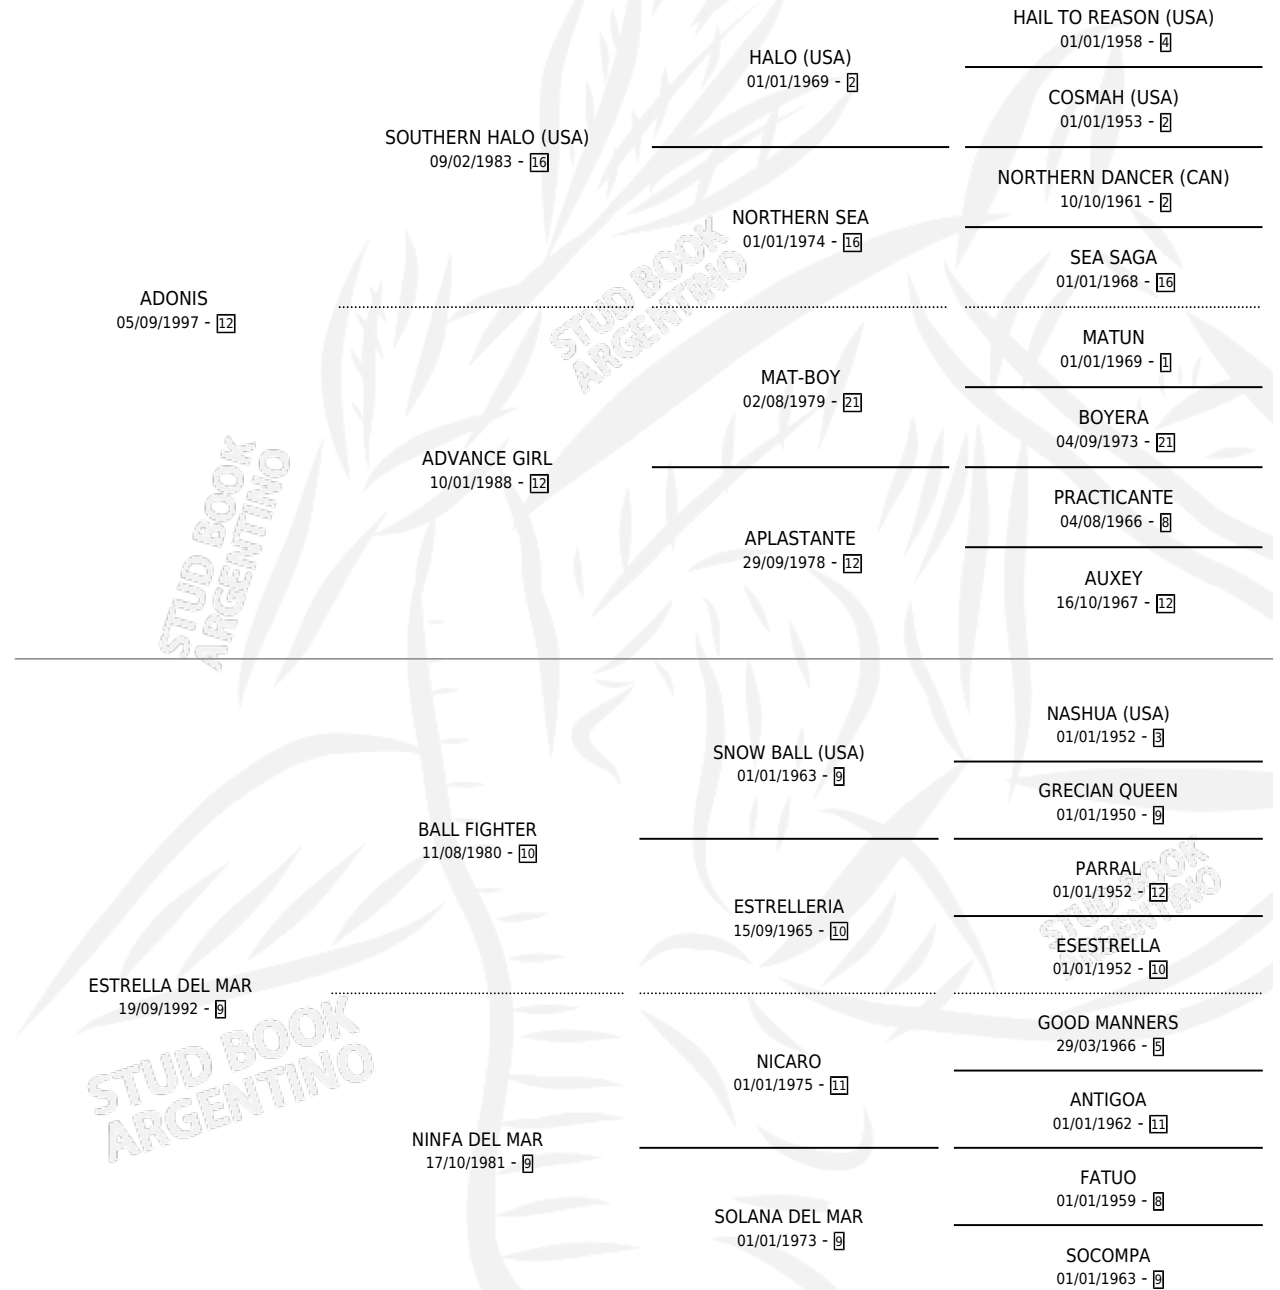 HAIL TO REASON (USA)
01/01/1958 - 4
HALO (USA)
01/01/1969 - 2
COSMAH (USA)
01/01/1953 - 2
SOUTHERN HALO (USA)
09/02/1983 - 16
NORTHERN DANCER (CAN)
10/10/1961 - 2
NORTHERN SEA
01/01/1974 - 16
SEA SAGA
01/01/1968 - 16
ADONIS
05/09/1997 - 12
MATUN
01/01/1969 - 1
MAT-BOY
02/08/1979 - 21
BOYERA
04/09/1973 - 21
ADVANCE GIRL
10/01/1988 - 12
PRACTICANTE
04/08/1966 - 8
APLASTANTE
29/09/1978 - 12
AUXEY
16/10/1967 - 12
STUD BOOK
ARGENTINO
STUD BOOK
ARGENTINO
NASHUA (USA)
01/01/1952 - 3
SNOW BALL (USA)
01/01/1963 - 9
GRECIAN QUEEN
01/01/1950 - 9
BALL FIGHTER
11/08/1980 - 10
PARRAL
01/01/1952 - 12
ESTRELLERIA
15/09/1965 - 10
ESESTRELLA
01/01/1952 - 10
ESTRELLA DEL MAR
19/09/1992 - 9
GOOD MANNERS
29/03/1966 - 5
NICARO
01/01/1975 - 11
ANTIGOA
01/01/1962 - 11
NINFA DEL MAR
17/10/1981 - 9
FATUO
01/01/1959 - 8
SOLANA DEL MAR
01/01/1973 - 9
SOCOMPA
01/01/1963 - 9
STUD BOOK
ARGENTINO
STUD BOOK
ARGENTINO